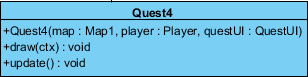 Quest4
+Quest4(map : Map1, player : Player, questUI : QuestUI)
+draw(ctx) : void
+update() : void